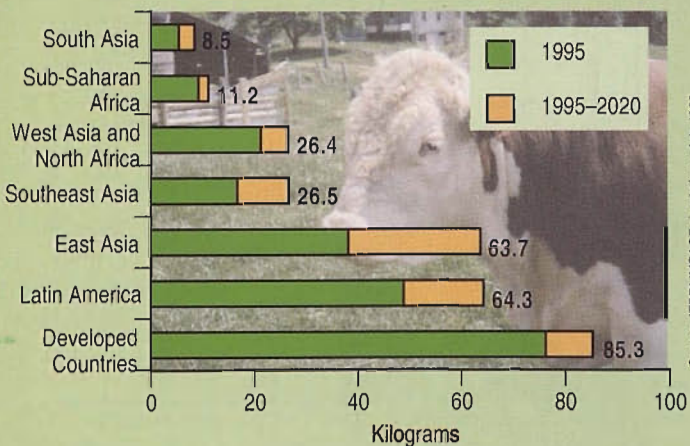 South Asia
8.5
Sub-Saharan
Africa
11.2
West Asia and
North Africa
26.4
Southeast Asia
26.5
East Asia
63.7
Latin America
64.3
Developed
Countries
85.3
1995
1995–2020
0 20 40 60 80 100
Kilograms